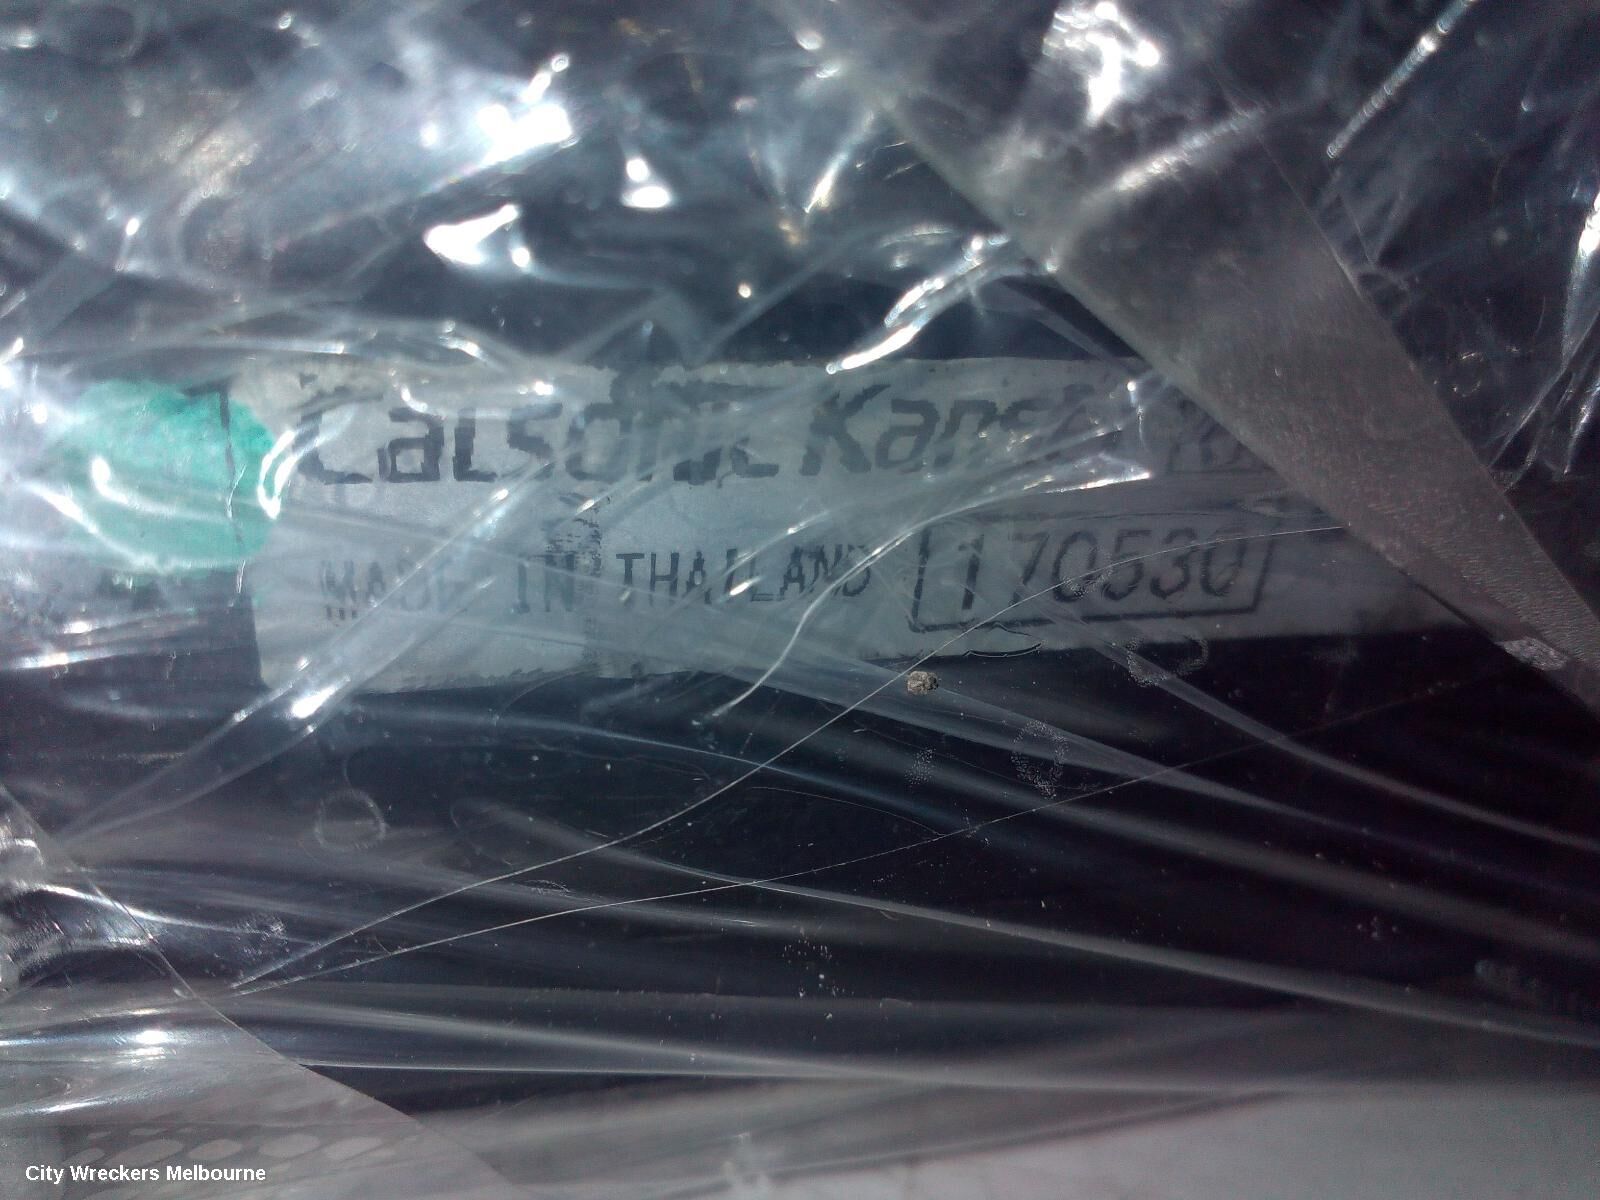 Calsonic Kansei
MADE IN THAILAND 170530
City Wreckers Melbourne